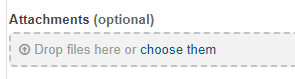 Attachments (optional)
Drop files here or choose them